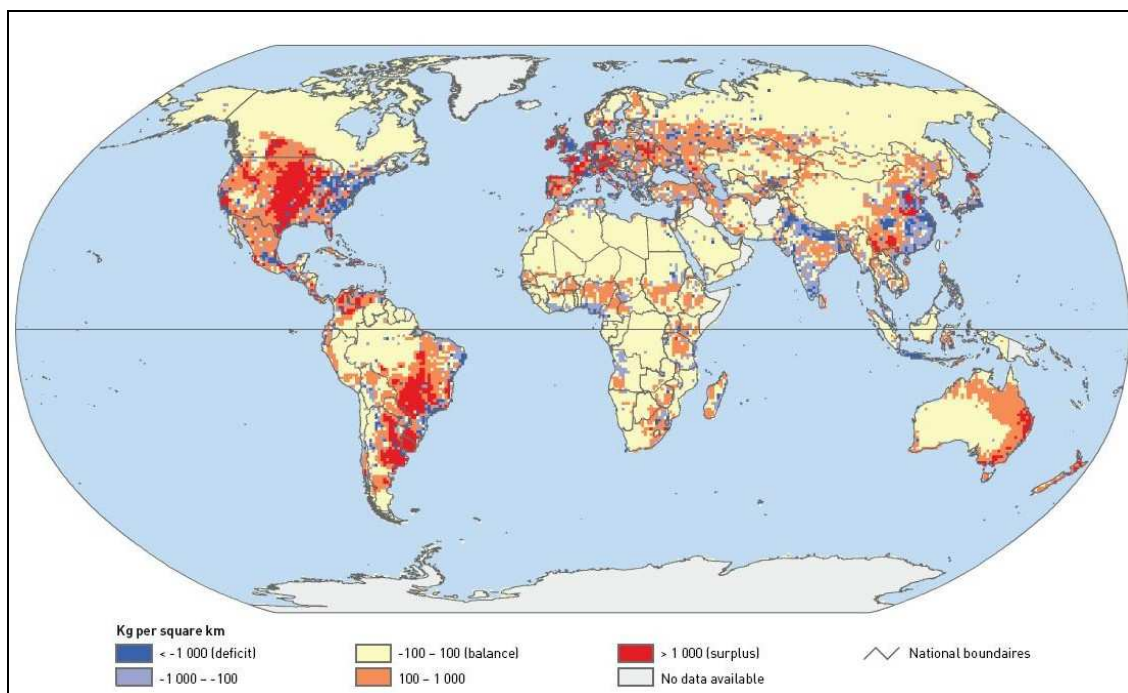 Kg per square km
< -1 000 (deficit)
-1 000 – -100
-100 – 100 (balance)
100 – 1 000
> 1 000 (surplus)
No data available
National boundaires